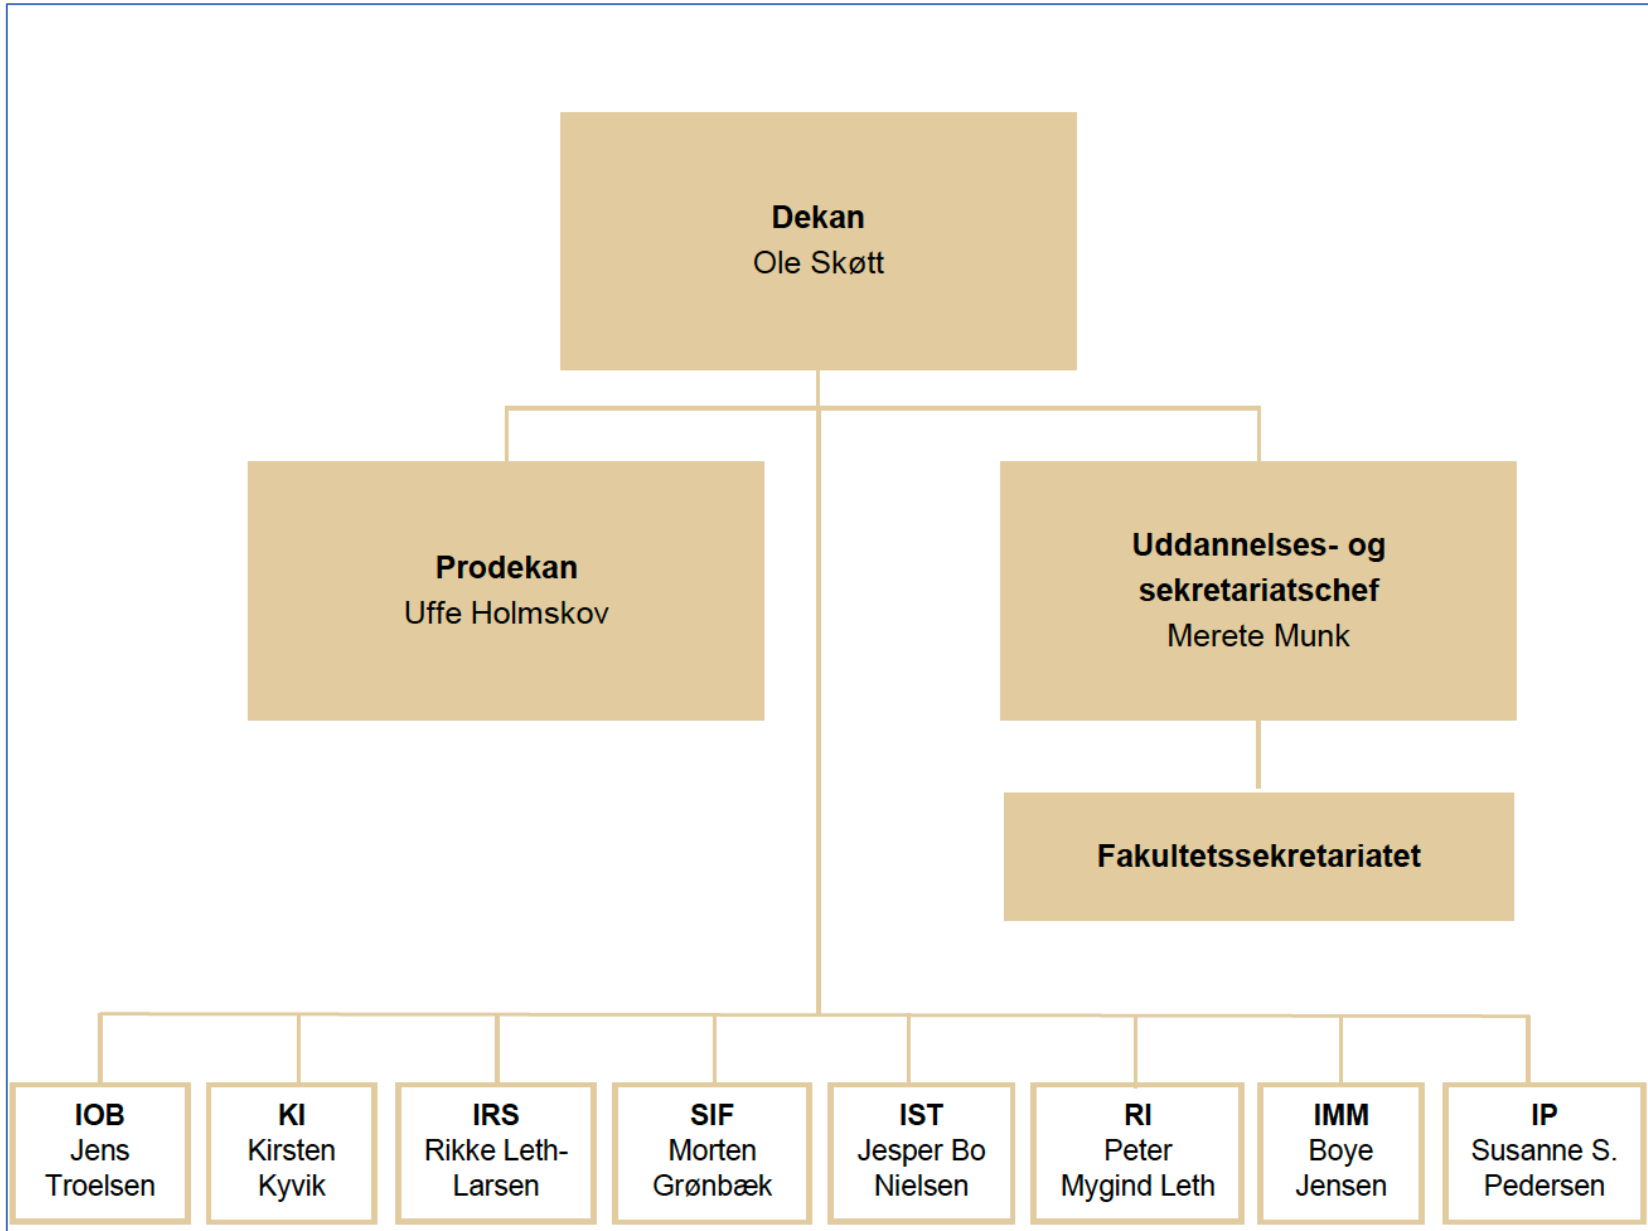 Dekan
Ole Skøtt
Prodekan
Uffe Holmskov
Uddannelses- og
sekretariatschef
Merete Munk
Fakultetssekretariatet
IOB
Jens
Troelsen
KI
Kirsten
Kyvik
IRS
Rikke Leth-
Larsen
SIF
Morten
Grønbæk
IST
Jesper Bo
Nielsen
RI
Peter
Mygind Leth
IMM
Boye
Jensen
IP
Susanne S.
Pedersen